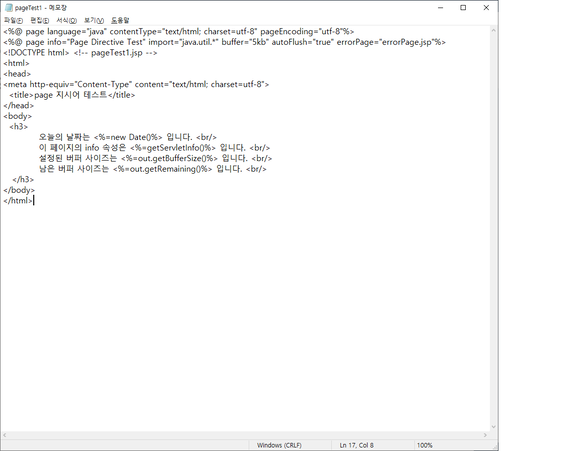 pageTest1 - 메모장
파일(F) 편집(E) 서식(O) 보기(V) 도움말
<%@ page language="java" contentType="text/html; charset=utf-8" pageEncoding="utf-8"%>
<%@ page info="Page Directive Test" import="java.util.*" buffer="5kb" autoFlush="true" errorPage="errorPage.jsp"%>
<!DOCTYPE html> <!-- pageTest1.jsp -->
<html>
<head>
<meta http-equiv="Content-Type" content="text/html; charset=utf-8">
<title>page 지시어 테스트</title>
</head>
<body>
<h3>
오늘의 날짜는 <%=new Date()%> 입니다. <br/>
이 페이지의 info 속성은 <%=getServletInfo()%> 입니다. <br/>
설정된 버퍼 사이즈는 <%=out.getBufferSize()%> 입니다. <br/>
남은 버퍼 사이즈는 <%=out.getRemaining()%> 입니다. <br/>
</h3>
</body>
</html>
Windows (CRLF) Ln 17, Col 8 100%